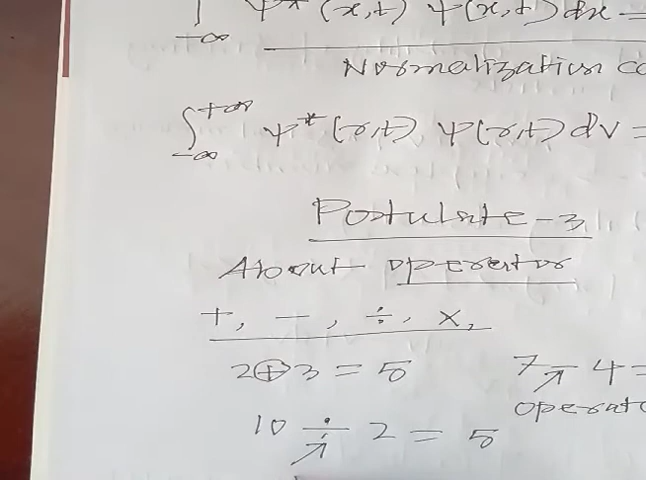 ∫ ψ*(x,t) ψ(x,t) dx =
-∞
Normalization co
∫ ψ*(r,t) ψ(r,t) dv =
+∞
-∞
Postulate-3
About operator
+, −, ÷, ×,
2 + 3 = 5 7 − 4 =
operato
10 ÷ 2 = 5